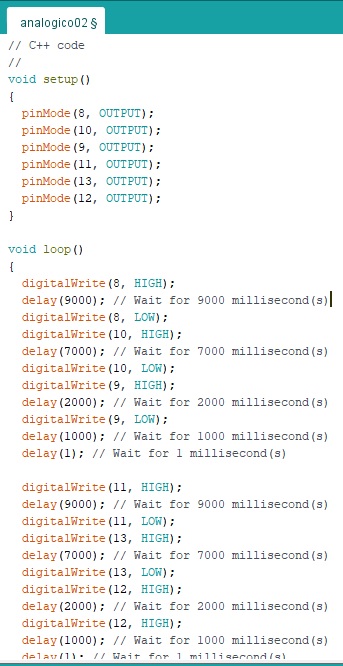 analogico02 §
// C++ code
//
void setup()
{
  pinMode(8, OUTPUT);
  pinMode(10, OUTPUT);
  pinMode(9, OUTPUT);
  pinMode(11, OUTPUT);
  pinMode(13, OUTPUT);
  pinMode(12, OUTPUT);
}

void loop()
{
  digitalWrite(8, HIGH);
  delay(9000); // Wait for 9000 millisecond(s)
  digitalWrite(8, LOW);
  digitalWrite(10, HIGH);
  delay(7000); // Wait for 7000 millisecond(s)
  digitalWrite(10, LOW);
  digitalWrite(9, HIGH);
  delay(2000); // Wait for 2000 millisecond(s)
  digitalWrite(9, LOW);
  delay(1000); // Wait for 1000 millisecond(s)
  delay(1); // Wait for 1 millisecond(s)

  digitalWrite(11, HIGH);
  delay(9000); // Wait for 9000 millisecond(s)
  digitalWrite(11, LOW);
  digitalWrite(13, HIGH);
  delay(7000); // Wait for 7000 millisecond(s)
  digitalWrite(13, LOW);
  digitalWrite(12, HIGH);
  delay(2000); // Wait for 2000 millisecond(s)
  digitalWrite(12, HIGH);
  delay(1000); // Wait for 1000 millisecond(s)
  delay(1); // Wait for 1 millisecond(s)